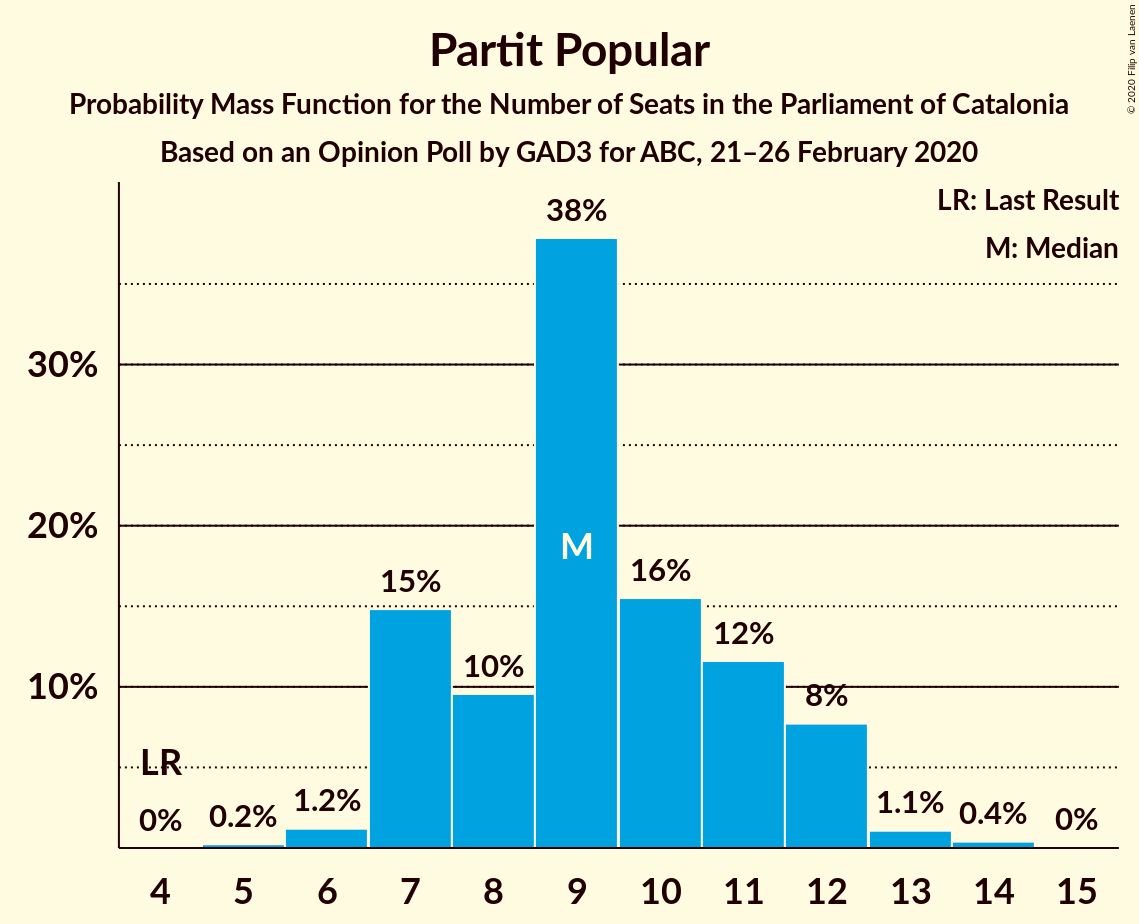 Partit Popular
Probability Mass Function for the Number of Seats in the Parliament of Catalonia
Based on an Opinion Poll by GAD3 for ABC, 21–26 February 2020
© 2020 Filip van Laenen
LR: Last Result
M: Median
38%
30%
20%
M
16%
15%
12%
10%
10%
8%
LR
1.2%
1.1%
0.4%
0.2%
0%
0%
4 5 6 7 8 9 10 11 12 13 14 15